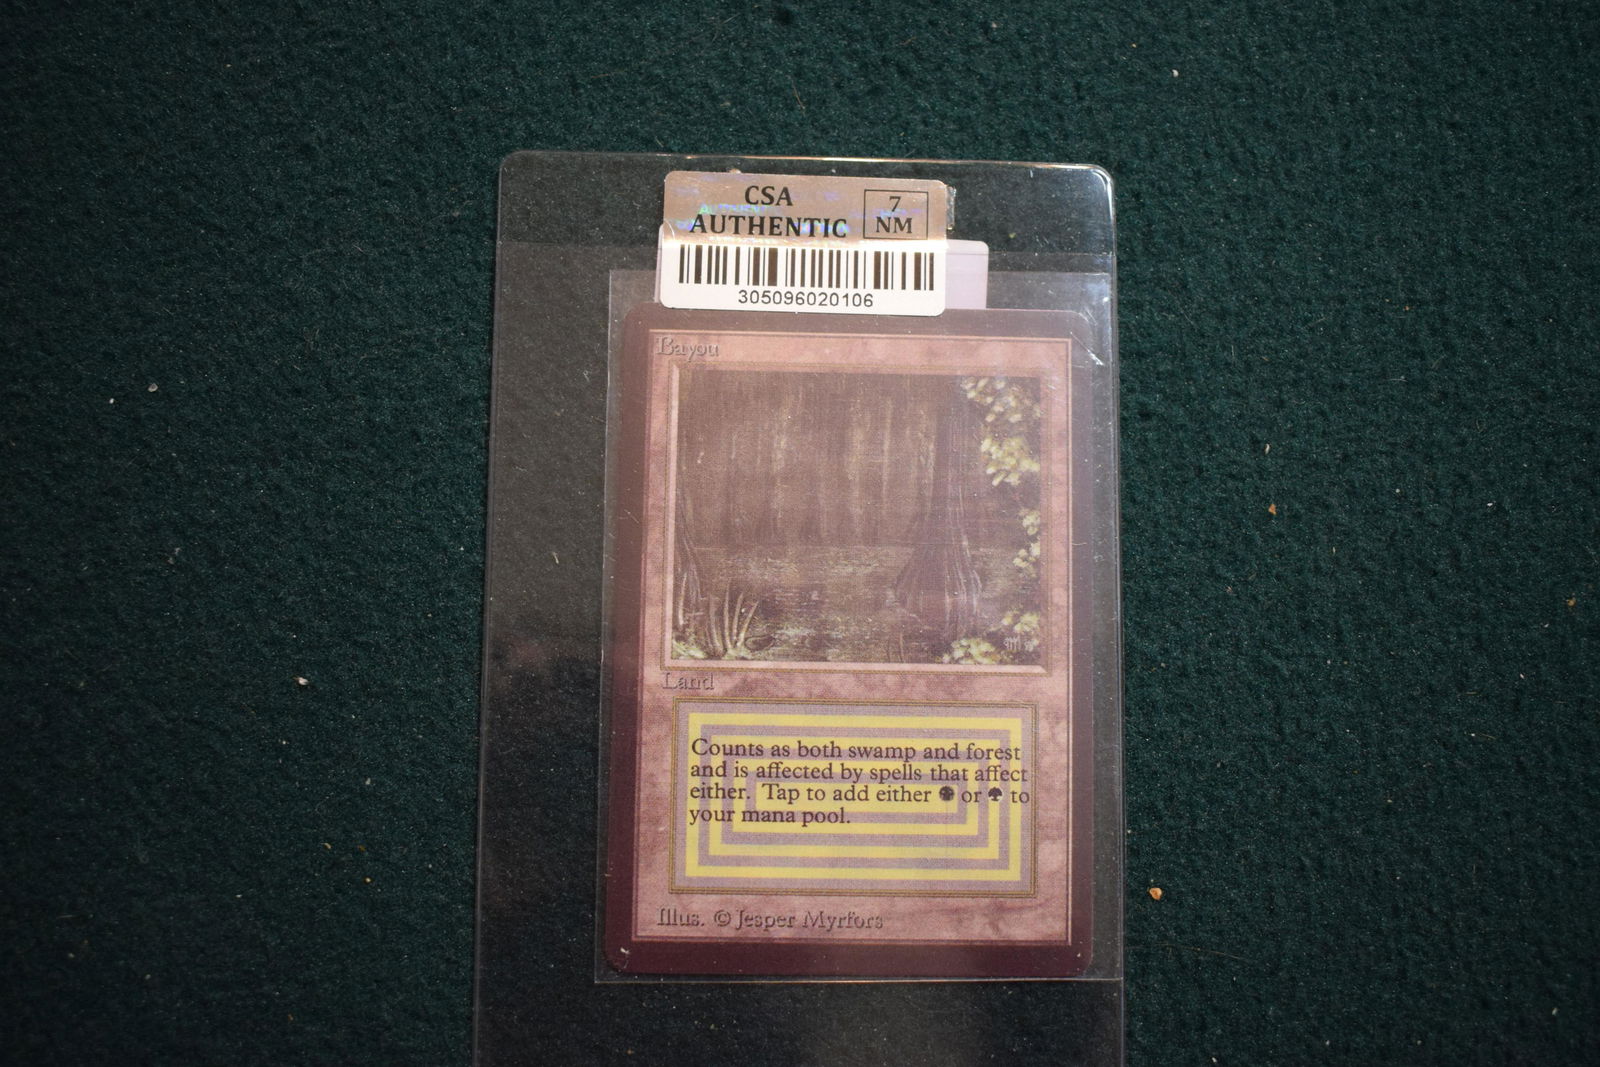 CSA
AUTHENTIC
7
NM
305096020106
Bayou
Land
Counts as both swamp and forest
and is affected by spells that affect
either. Tap to add either or to
your mana pool.
Illus. © Jesper Myrfors